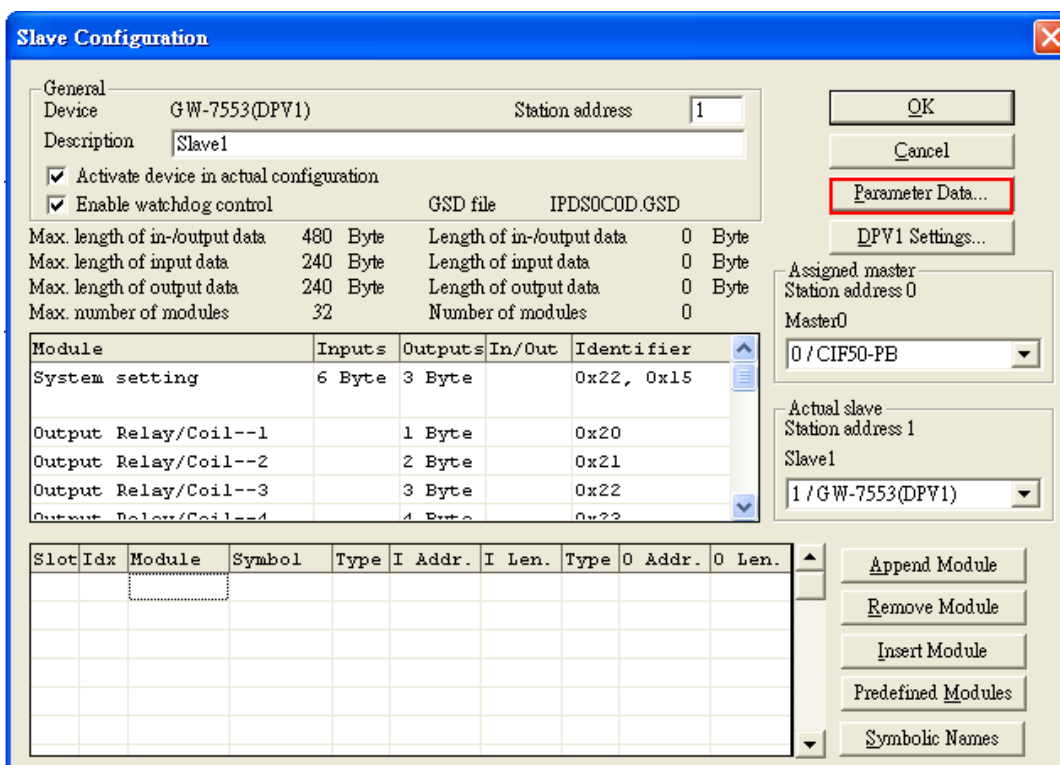 Slave Configuration
General
Device GW-7553(DPV1) Station address 1
Description Slave1
Activate device in actual configuration
Enable watchdog control GSD file IPDS0C0D.GSD
Max. length of in-/output data 480 Byte Length of in-/output data 0 Byte
Max. length of input data 240 Byte Length of input data 0 Byte
Max. length of output data 240 Byte Length of output data 0 Byte
Max. number of modules 32 Number of modules 0
Module Inputs Outputs In/Out Identifier
System setting 6 Byte 3 Byte 0x22, 0x15
Output Relay/Coil--1 1 Byte 0x20
Output Relay/Coil--2 2 Byte 0x21
Output Relay/Coil--3 3 Byte 0x22
Output Relay/Coil--4 4 Byte 0x23
Slot Idx Module Symbol Type I Addr. I Len. Type O Addr. O Len.
OK
Cancel
Parameter Data...
DPV1 Settings...
Assigned master
Station address 0
Master0
0 / CIF50-PB
Actual slave
Station address 1
Slave1
1 / GW-7553(DPV1)
Append Module
Remove Module
Insert Module
Predefined Modules
Symbolic Names